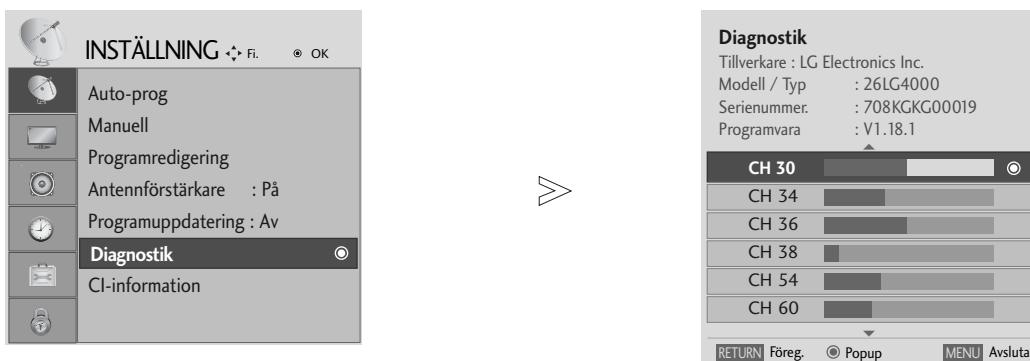 INSTÄLLNING Fi. OK
Auto-prog
Manuell
Programredigering
Antennförstärkare : På
Programuppdatering : Av
Diagnostik
CI-information
Diagnostik
Tillverkare : LG Electronics Inc.
Modell / Typ : 26LG4000
Serienummer. : 708KGKG00019
Programvara : V1.18.1
CH 30
CH 34
CH 36
CH 38
CH 54
CH 60
RETURN Föreg. Popup MENU Avsluta